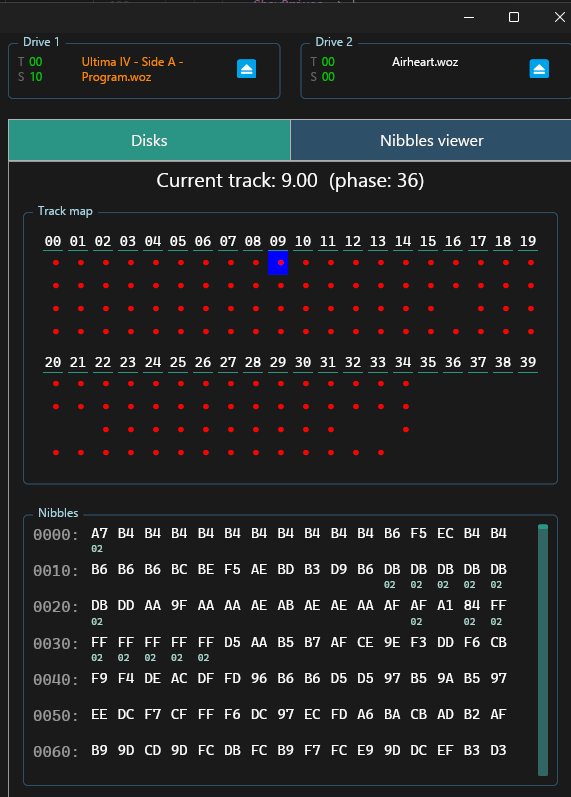 Drive 1
T 00
S 10
Ultima IV - Side A -
Program.woz
Drive 2
T 00
S 00
Airheart.woz
Disks
Nibbles viewer
Current track: 9.00 (phase: 36)
Track map
00 01 02 03 04 05 06 07 08 09 10 11 12 13 14 15 16 17 18 19
20 21 22 23 24 25 26 27 28 29 30 31 32 33 34 35 36 37 38 39
Nibbles
0000: A7 B4 B4 B4 B4 B4 B4 B4 B4 B4 B4 B6 F5 EC B4 B4
02
0010: B6 B6 B6 BC BE F5 AE BD B3 D9 B6 DB DB DB DB DB
02 02 02 02 02
0020: DB DD AA 9F AA AA AE AB AE AE AA AF AF A1 84 FF
02 02 02 02
0030: FF FF FF FF FF D5 AA B5 B7 AF CE 9E F3 DD F6 CB
02 02 02 02 02
0040: F9 F4 DE AC DF FD 96 B6 B6 D5 D5 97 B5 9A B5 97
0050: EE DC F7 CF FF F6 DC 97 EC FD A6 BA CB AD B2 AF
0060: B9 9D CD 9D FC DB FC B9 F7 FC E9 9D DC EF B3 D3